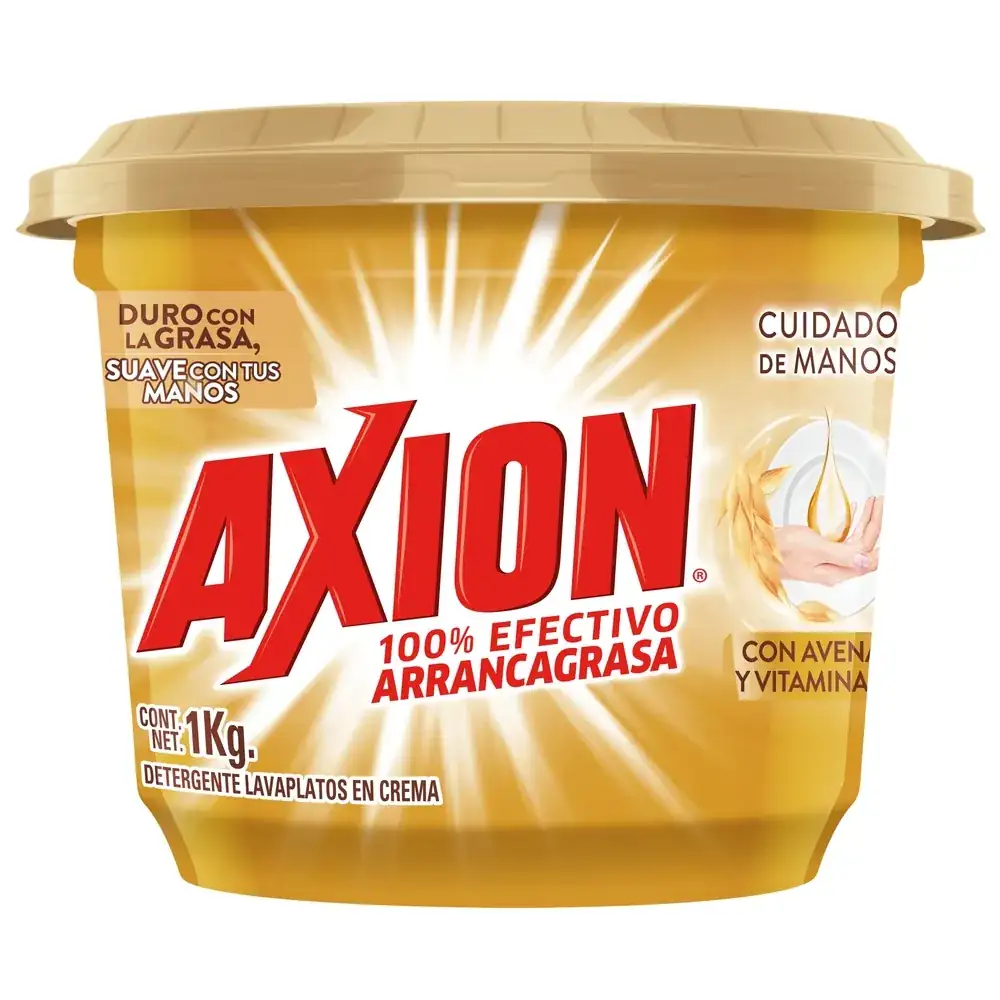 DURO CON
LA GRASA,
SUAVE CON TUS
MANOS
CUIDADO
DE MANOS
AXION®
100% EFECTIVO
ARRANCAGRASA
CON AVENA
Y VITAMINA
CONT.
NET. 1Kg.
DETERGENTE LAVAPLATOS EN CREMA